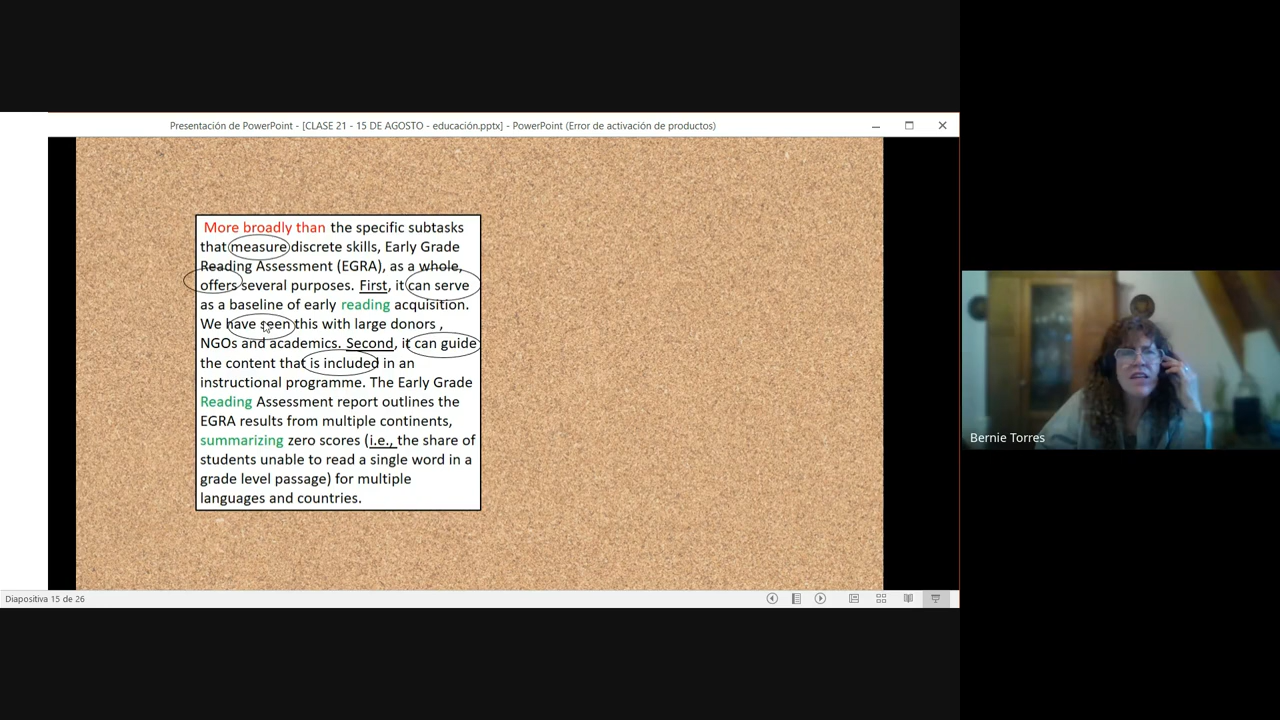 Presentación de PowerPoint - [CLASE 21 - 15 DE AGOSTO - educación.pptx] - PowerPoint (Error de activación de productos)
More broadly than the specific subtasks
that measure discrete skills, Early Grade
Reading Assessment (EGRA), as a whole,
offers several purposes. First, it can serve
as a baseline of early reading acquisition.
We have seen this with large donors ,
NGOs and academics. Second, it can guide
the content that is included in an
instructional programme. The Early Grade
Reading Assessment report outlines the
EGRA results from multiple continents,
summarizing zero scores (i.e., the share of
students unable to read a single word in a
grade level passage) for multiple
languages and countries.
Bernie Torres
Diapositiva 15 de 26